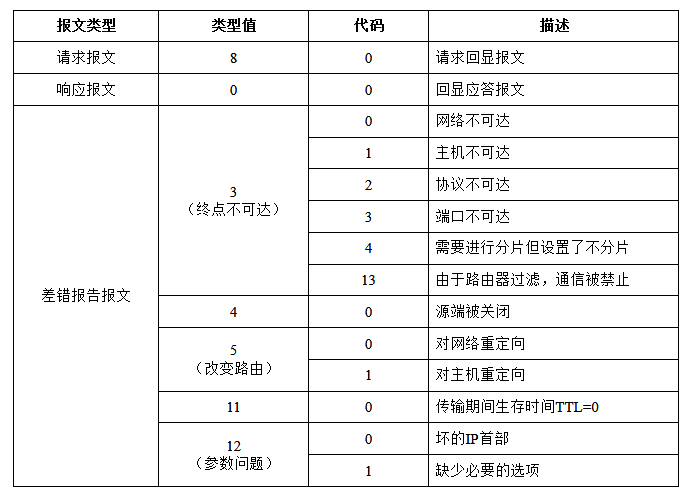 报文类型 类型值 代码 描述
请求报文 8 0 请求回显报文
响应报文 0 0 回显应答报文
差错报告报文 3 0 网络不可达
（终点不可达） 1 主机不可达
2 协议不可达
3 端口不可达
4 需要进行分片但设置了不分片
13 由于路由器过滤，通信被禁止
4 0 源端被关闭
5 0 对网络重定向
（改变路由） 1 对主机重定向
11 0 传输期间生存时间TTL=0
12 0 坏的IP首部
（参数问题） 1 缺少必要的选项